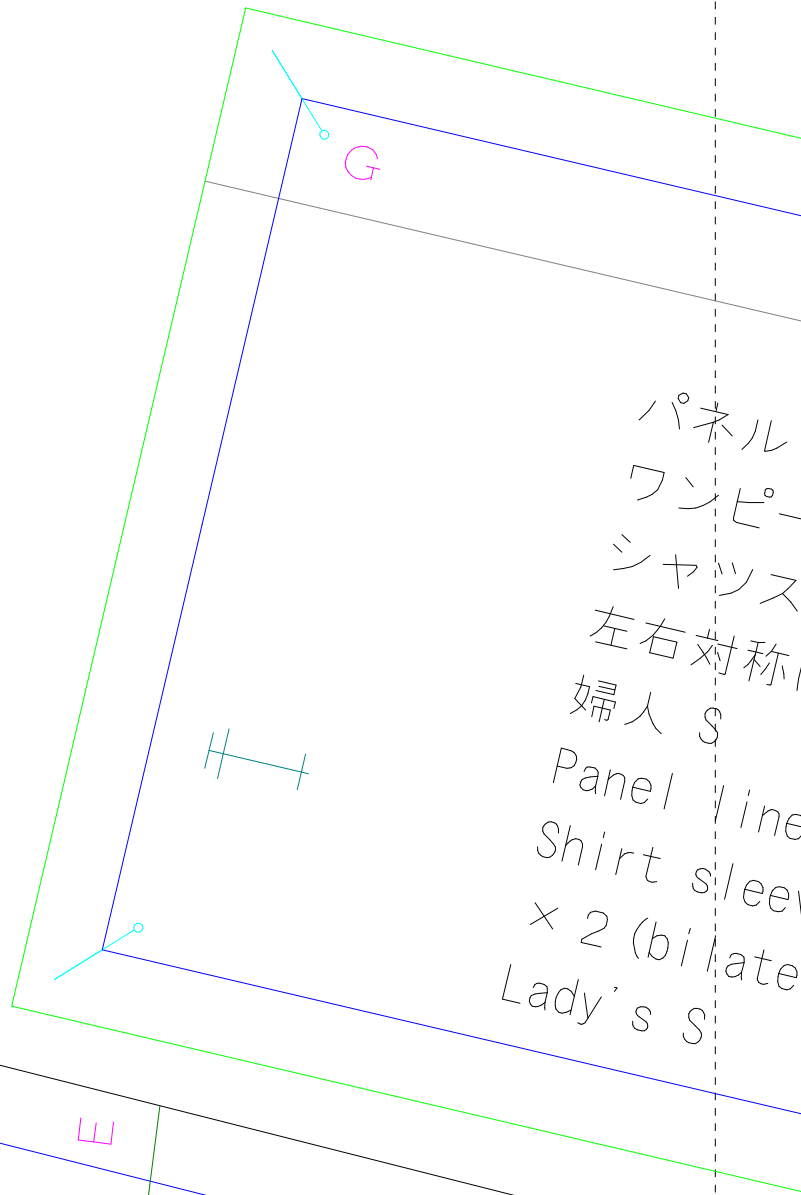 G
パネル
ワンピー
シャツス
左右対称
婦人 S
Panel line
Shirt sleev
×2(bilate
Lady's S
E